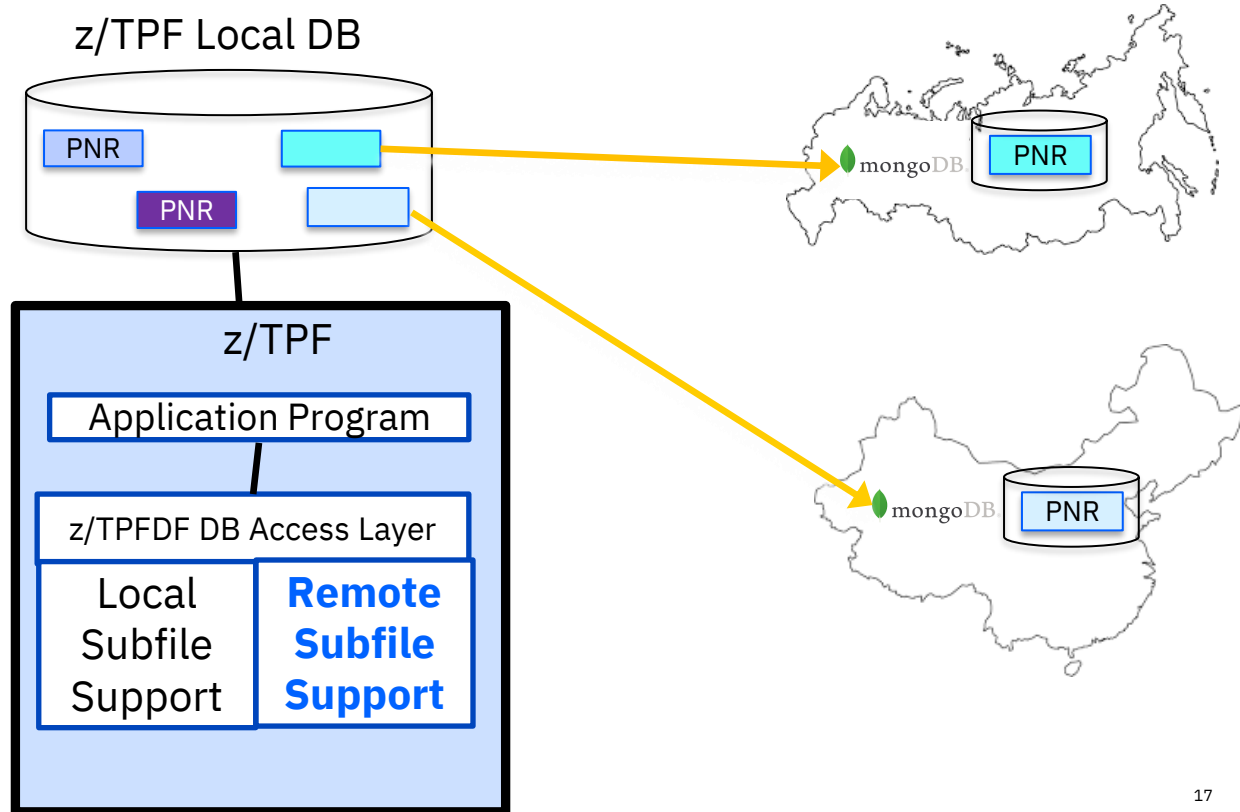 z/TPF Local DB
PNR
PNR
z/TPF
Application Program
z/TPFDF DB Access Layer
Local
Subfile
Support
Remote
Subfile
Support
mongoDB
PNR
mongoDB.
PNR
17